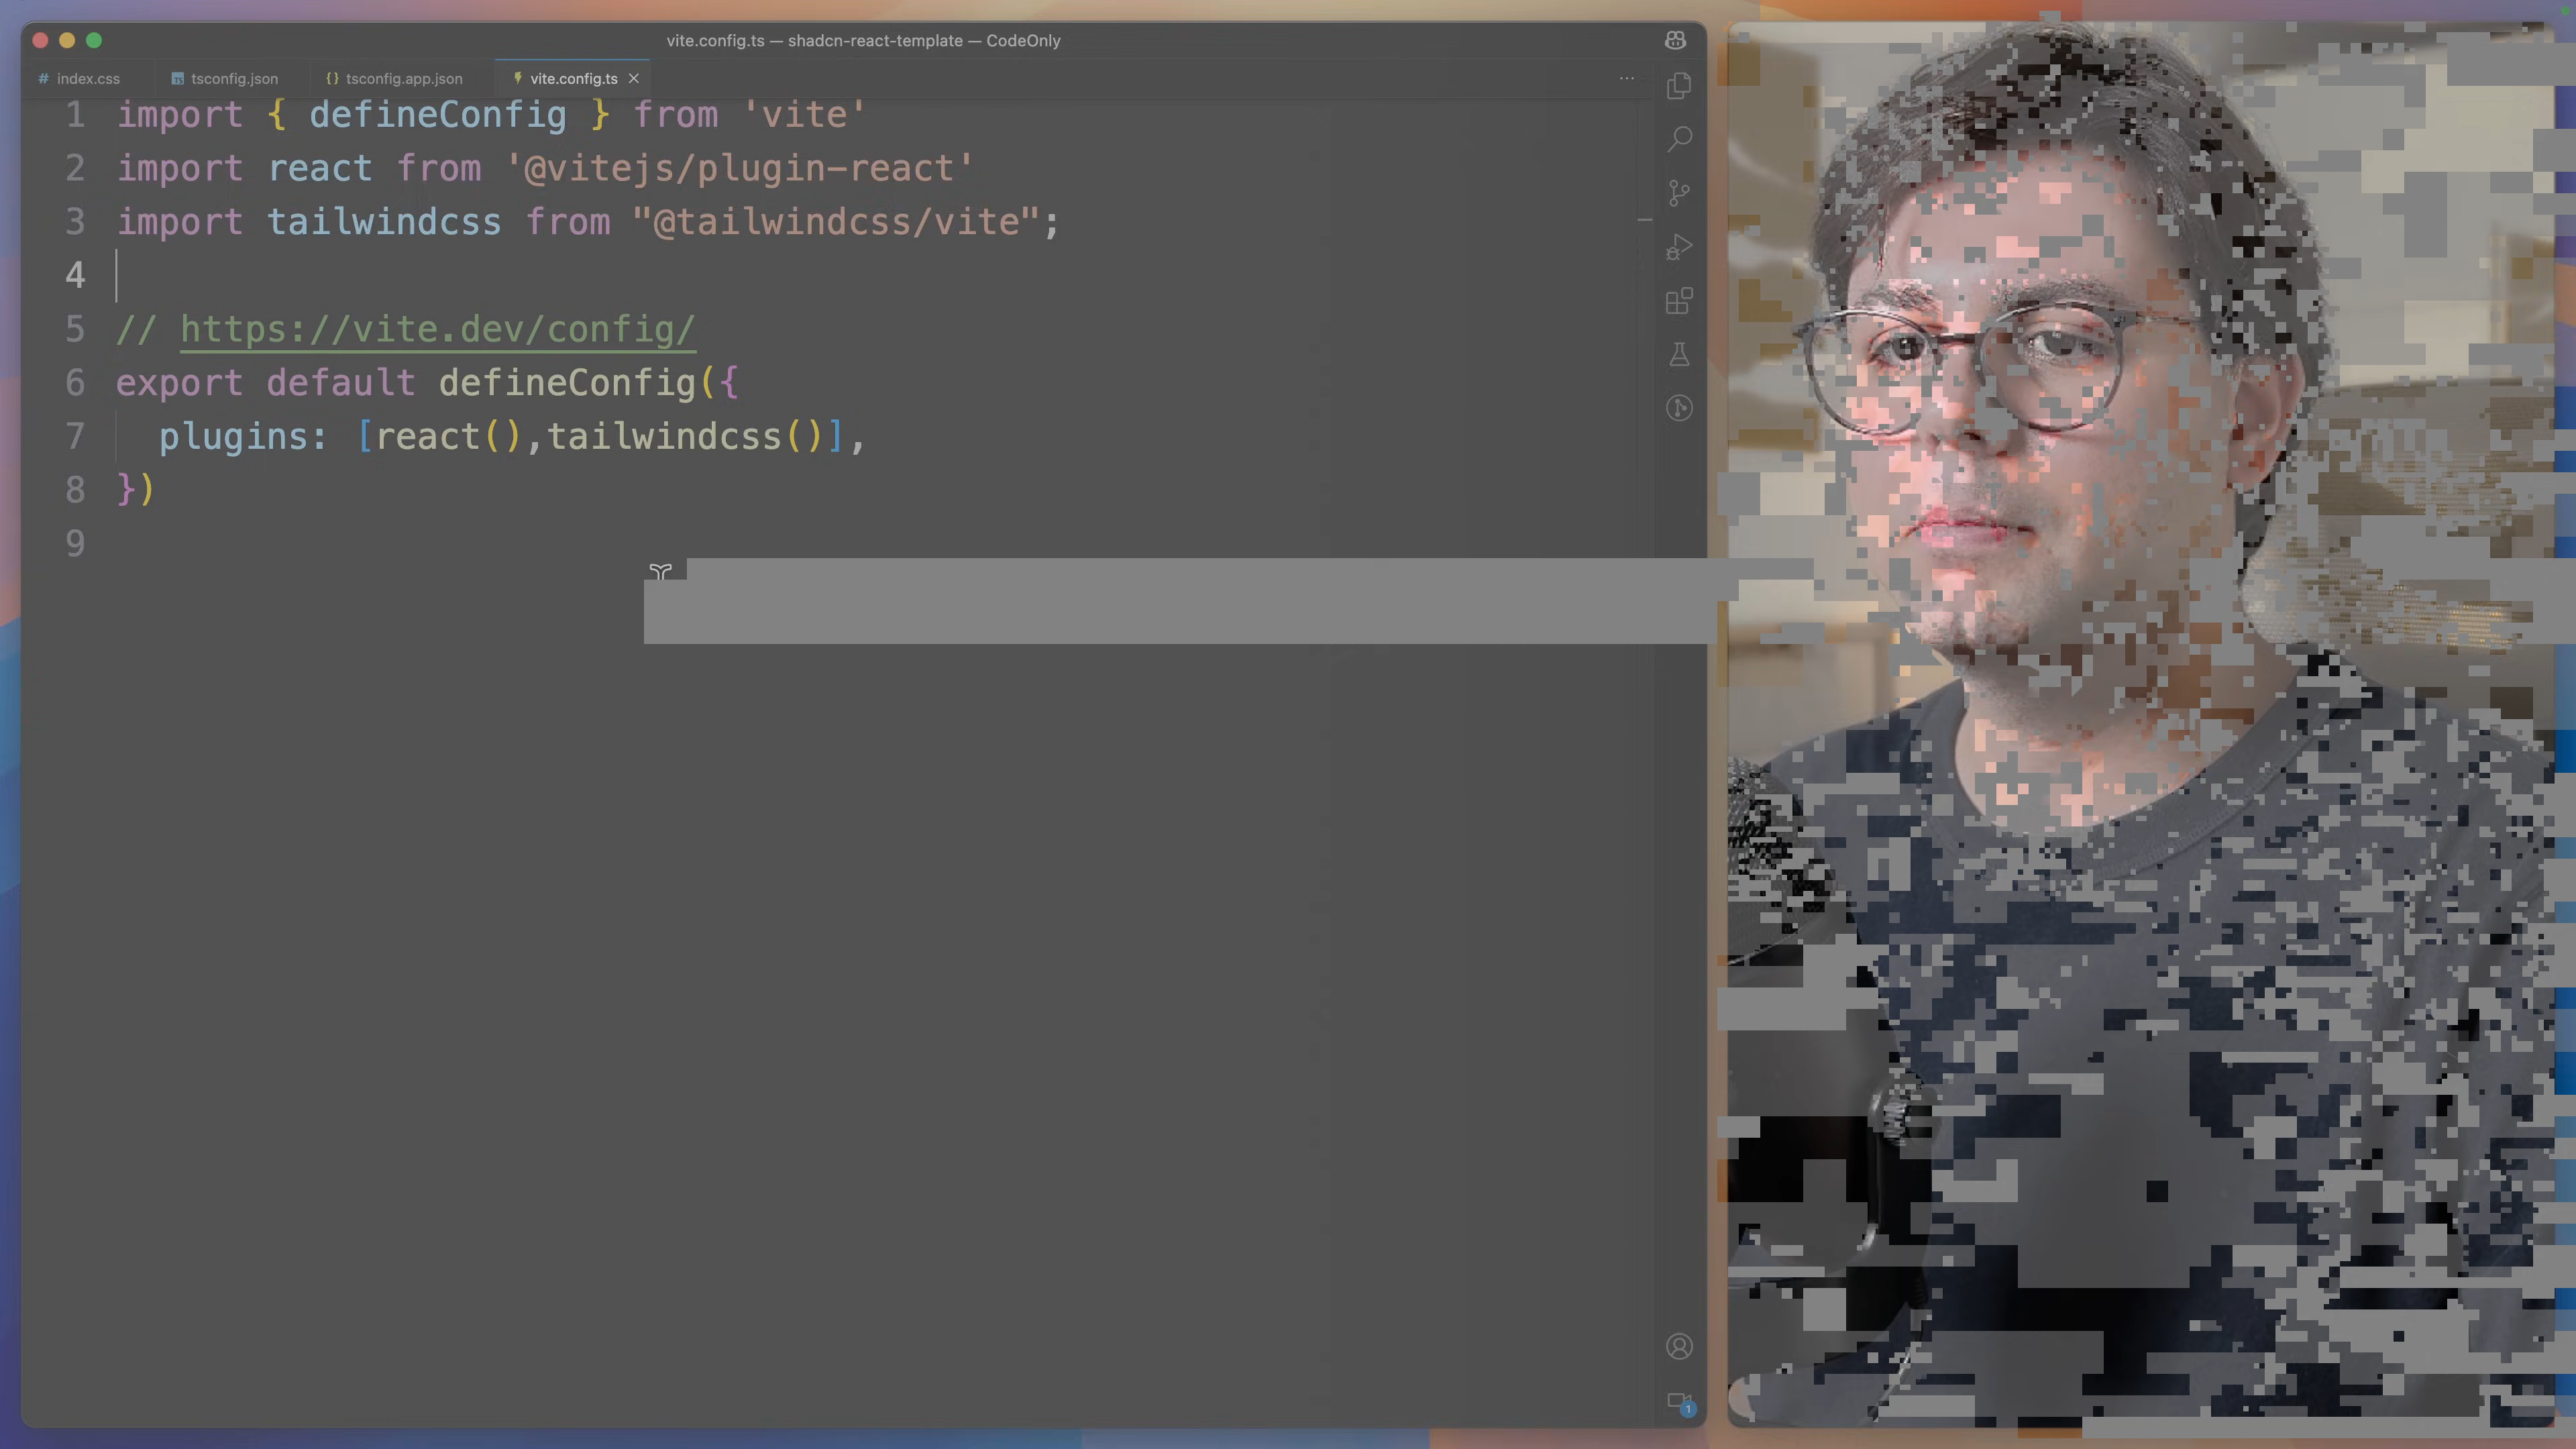 vite.config.ts — shadcn-react-template — CodeOnly
# index.css
TS tsconfig.json
{} tsconfig.app.json
vite.config.ts
1 import { defineConfig } from 'vite'
2 import react from '@vitejs/plugin-react'
3 import tailwindcss from "@tailwindcss/vite";
4
5 // https://vite.dev/config/
6 export default defineConfig({
7 plugins: [react(),tailwindcss()],
8 })
9
1